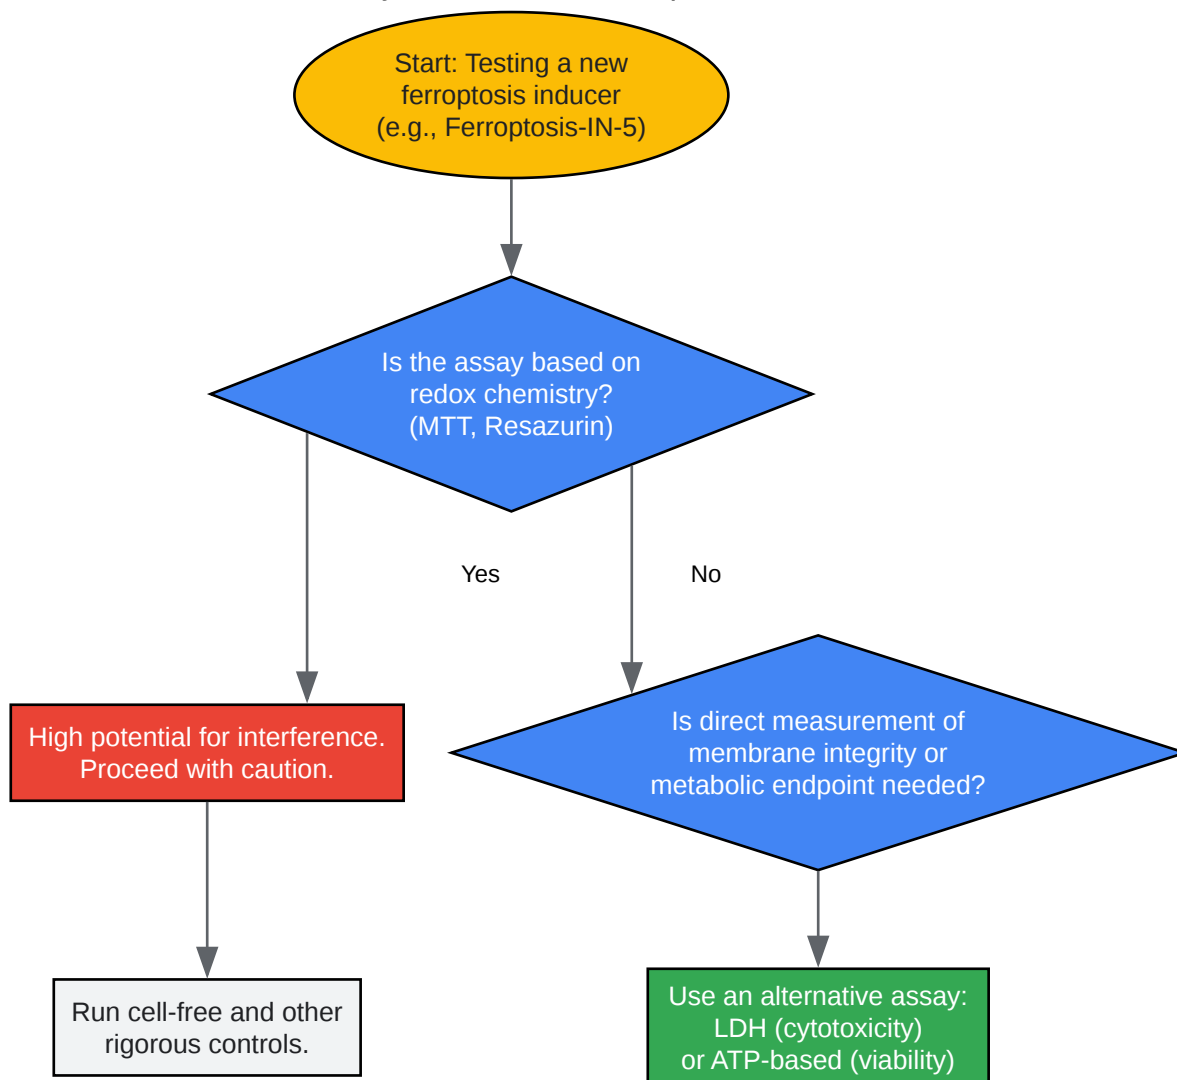 Start: Testing a new
ferroptosis inducer
(e.g., Ferroptosis-IN-5)
Is the assay based on
redox chemistry?
(MTT, Resazurin)
Yes
No
High potential for interference.
Proceed with caution.
Is direct measurement of
membrane integrity or
metabolic endpoint needed?
Run cell-free and other
rigorous controls.
Use an alternative assay:
LDH (cytotoxicity)
or ATP-based (viability)